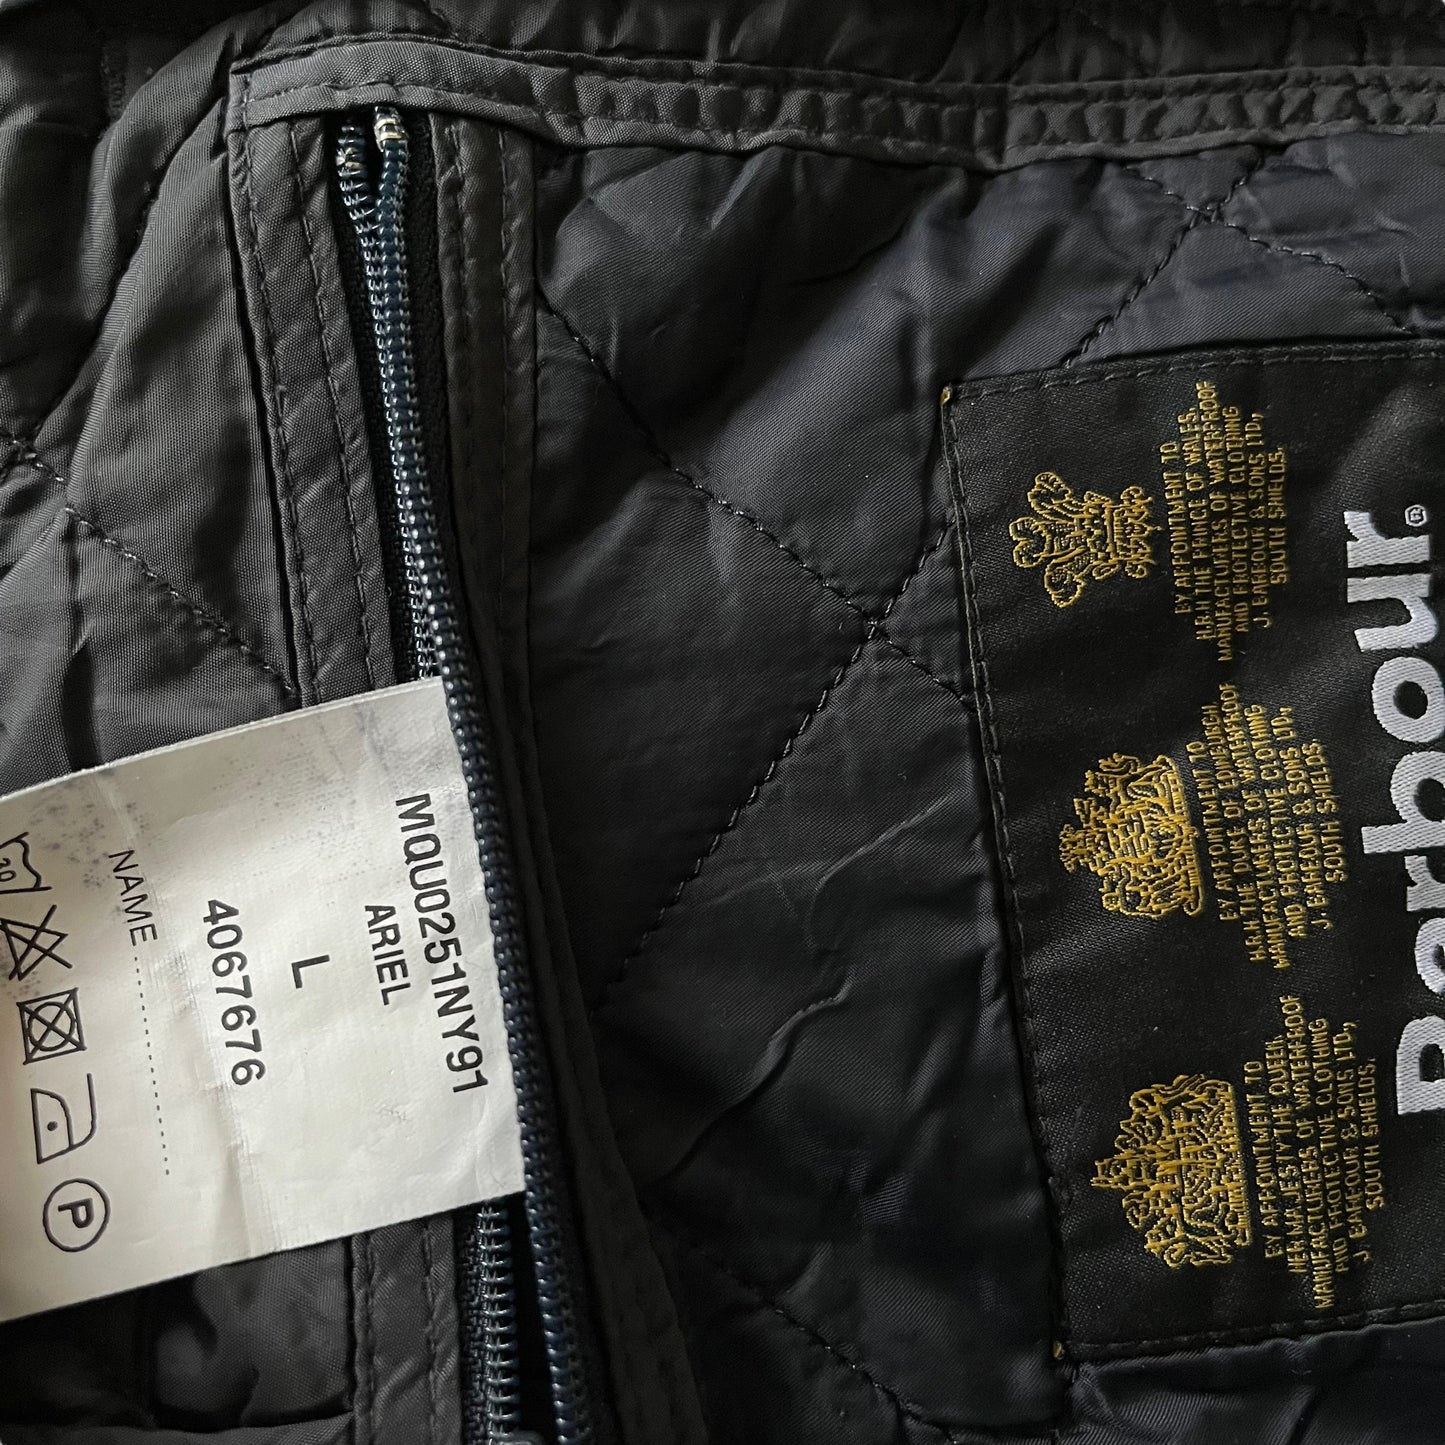 MQU0251NY91
ARIEL
L
4067676
NAME
30
P
Barbour®
BY APPOINTMENT TO
H.R.H. THE PRINCE OF WALES.
MANUFACTURERS OF WATERPROOF
AND PROTECTIVE CLOTHING
J. BARBOUR & SONS LTD.,
SOUTH SHIELDS.
BY APPOINTMENT TO
H.R.H. THE DUKE OF EDINBURGH
MANUFACTURERS OF WATERPROOF
AND PROTECTIVE CLOTHING
J. BARBOUR & SONS LTD.,
SOUTH SHIELDS.
BY APPOINTMENT TO
HER MAJESTY THE QUEEN.
MANUFACTURERS OF WATERPROOF
AND PROTECTIVE CLOTHING
J. BARBOUR & SONS LTD.,
SOUTH SHIELDS.